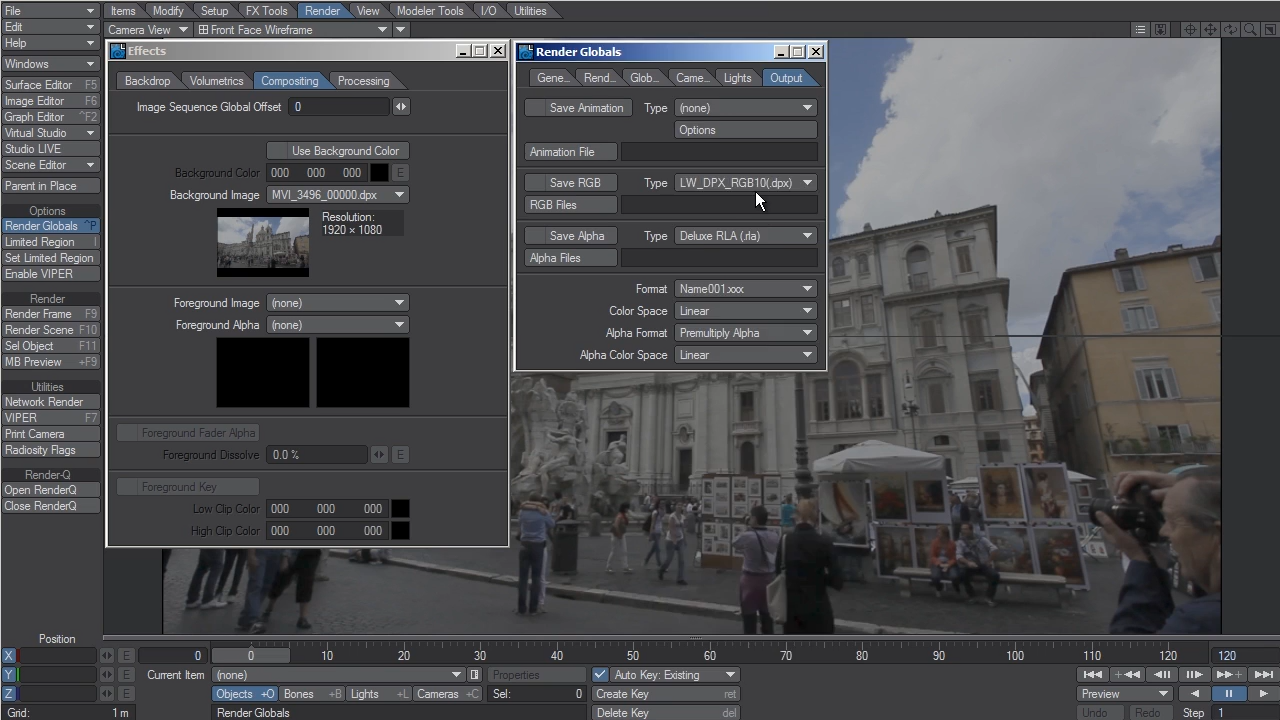 File
Items Modify Setup FX Tools Render View Modeler Tools I/O Utilities
Edit
Camera View Front Face Wireframe
Help
Windows
Surface Editor F5
Image Editor F6
Graph Editor ^F2
Virtual Studio
Studio LIVE
Scene Editor
Parent in Place
Options
Render Globals ^P
Limited Region l
Set Limited Region
Enable VIPER
Render
Render Frame F9
Render Scene F10
Sel Object F11
MB Preview +F9
Utilities
Network Render
VIPER F7
Print Camera
Radiosity Flags
Render-Q
Open RenderQ
Close RenderQ
Effects
Backdrop Volumetrics Compositing Processing
Image Sequence Global Offset 0
Use Background Color
Background Color 000 000 000 E
Background Image MVI_3496_00000.dpx
Resolution:
1920 × 1080
Foreground Image (none)
Foreground Alpha (none)
Foreground Fader Alpha
Foreground Dissolve 0.0 % E
Foreground Key
Low Clip Color 000 000 000
High Clip Color 000 000 000
Render Globals
Gene... Rend... Glob... Came... Lights Output
Save Animation Type (none)
Options
Animation File
Save RGB Type LW_DPX_RGB10(.dpx)
RGB Files
Save Alpha Type Deluxe RLA (.rla)
Alpha Files
Format Name001.xxx
Color Space Linear
Alpha Format Premultiply Alpha
Alpha Color Space Linear
Position
X E 0 0 10 20 30 40 50 60 70 80 90 100 110 120 120
Y E Current Item (none) Properties Auto Key: Existing
Z E Objects +O Bones +B Lights +L Cameras +C Sel: 0 Create Key ret Preview
Grid: 1 m Render Globals Delete Key del Undo Redo Step 1